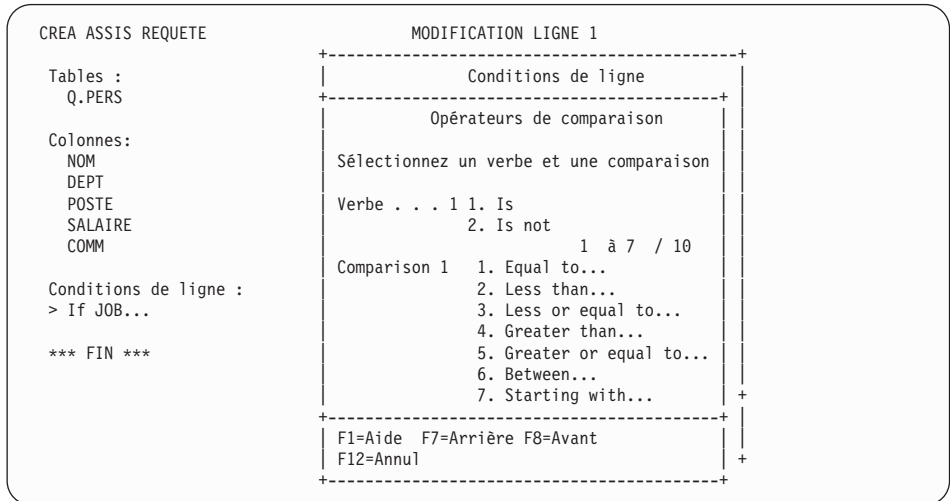 CREA ASSIS REQUETE MODIFICATION LIGNE 1
Tables : Conditions de ligne
Q.PERS
Opérateurs de comparaison
Colonnes:
NOM Sélectionnez un verbe et une comparaison
DEPT
POSTE Verbe . . . 1 1. Is
SALAIRE 2. Is not
COMM 1 à 7 / 10
Comparison 1 1. Equal to...
Conditions de ligne : 2. Less than...
> If JOB... 3. Less or equal to...
4. Greater than...
*** FIN *** 5. Greater or equal to...
6. Between...
7. Starting with... +
F1=Aide F7=Arrière F8=Avant
F12=Annul +